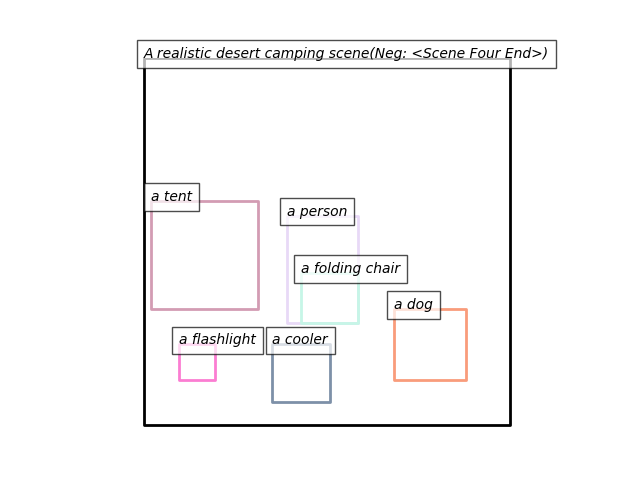 A realistic desert camping scene(Neg: <Scene Four End>)
a tent
a person
a folding chair
a dog
a flashlight
a cooler